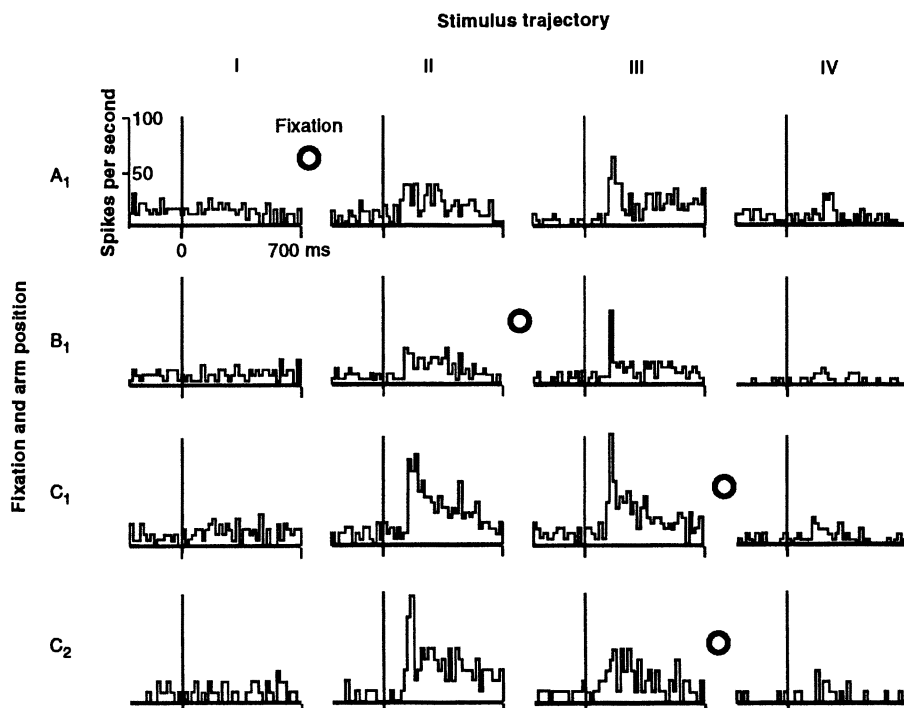 Stimulus trajectory
I II III IV
Fixation and arm position
A1
Spikes per second
100
50
Fixation
0 700 ms
B1
C1
C2